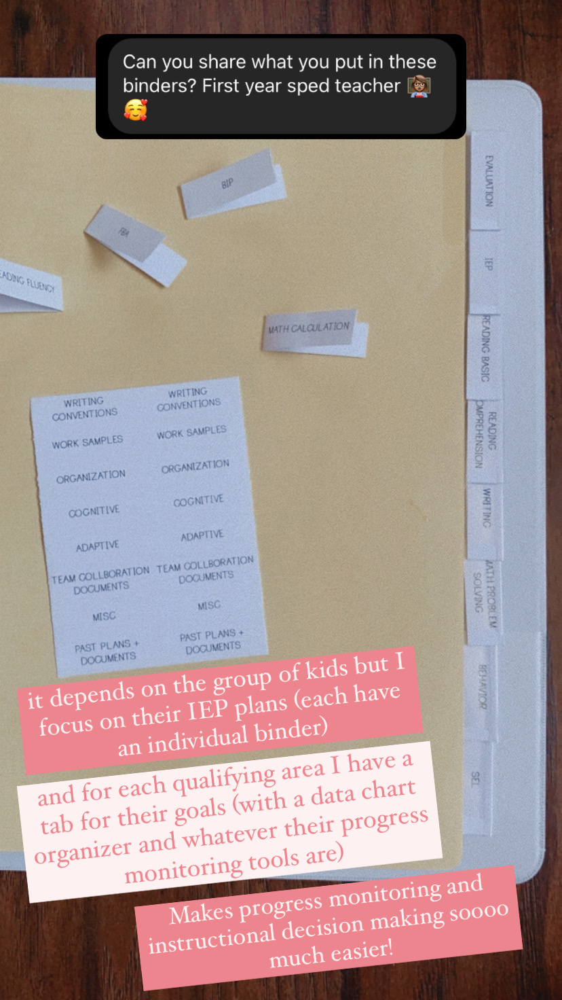 Can you share what you put in these
binders? First year sped teacher 👩🏽‍🏫
🥰
EVALUATION
IEP
READING BASIC
READING
OMPREHENSION
WRITING
MATH PROBLEM
SOLVING
BEHAVIOR
SEL
BIP
FBA
EADING FLUENCY
MATH CALCULATION
WRITING CONVENTIONS
WRITING CONVENTIONS
WORK SAMPLES
WORK SAMPLES
ORGANIZATION
ORGANIZATION
COGNITIVE
COGNITIVE
ADAPTIVE
ADAPTIVE
TEAM COLLBORATION DOCUMENTS
TEAM COLLBORATION DOCUMENTS
MISC
MISC
PAST PLANS + DOCUMENTS
PAST PLANS + DOCUMENTS
it depends on the group of kids but I
focus on their IEP plans (each have
an individual binder)
and for each qualifying area I have a
tab for their goals (with a data chart
organizer and whatever their progress
monitoring tools are)
Makes progress monitoring and
instructional decision making soooo
much easier!